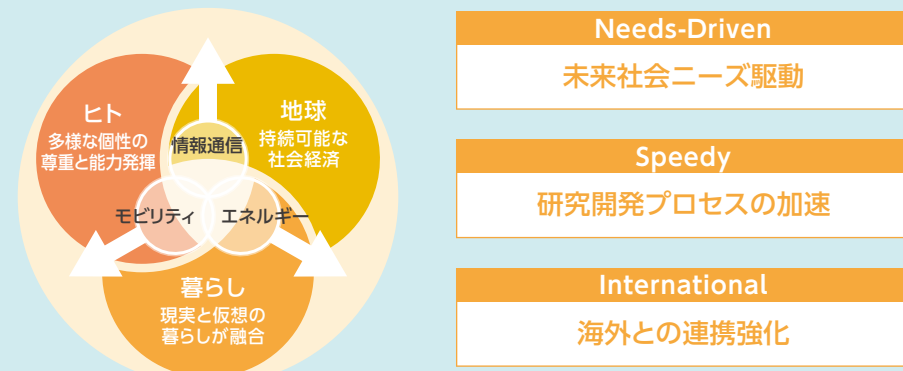 ヒト
多様な個性の
尊重と能力発揮
地球
持続可能な
社会経済
情報通信
モビリティ
エネルギー
暮らし
現実と仮想の
暮らしが融合
Needs-Driven
未来社会ニーズ駆動
Speedy
研究開発プロセスの加速
International
海外との連携強化